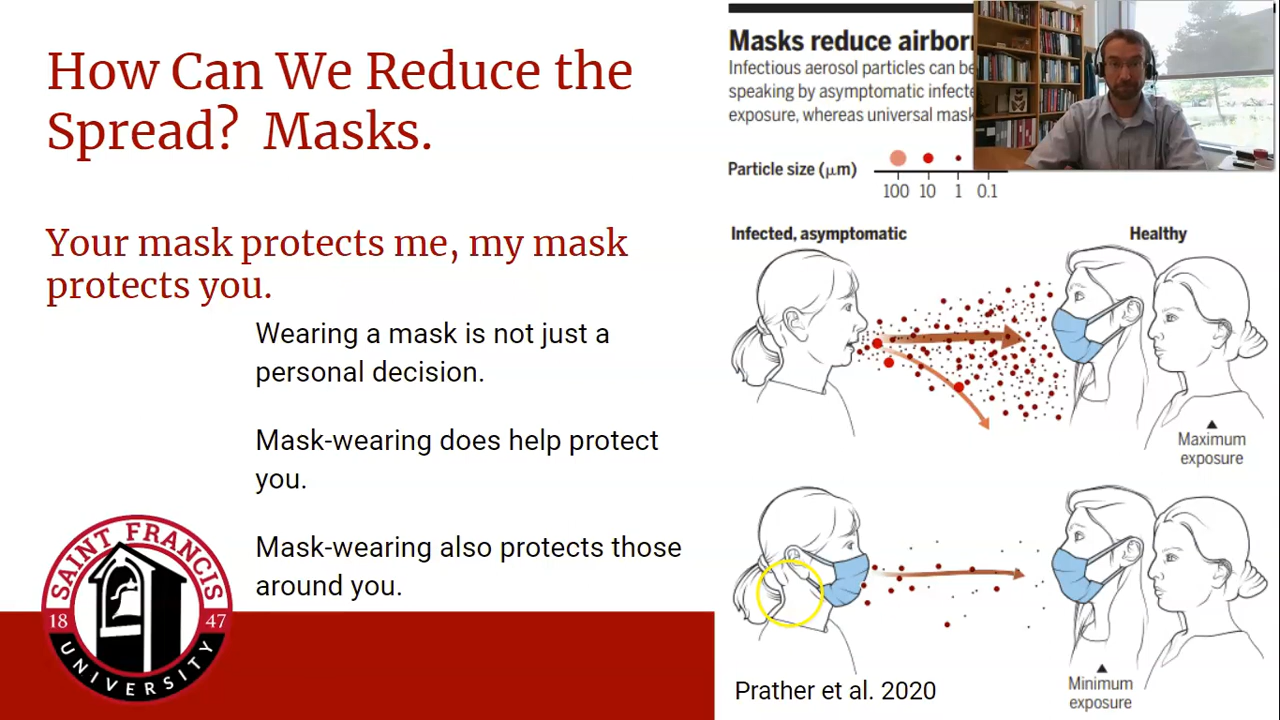 How Can We Reduce the
Spread? Masks.
Your mask protects me, my mask
protects you.
Wearing a mask is not just a
personal decision.
Mask-wearing does help protect
you.
Mask-wearing also protects those
around you.
SAINT FRANCIS
18 47
UNIVERSITY
Masks reduce
Infectious aerosol particles can be
speaking by asymptomatic
exposure, whereas universal
Particle size (μm)
100 10 1 0.1
Infected, asymptomatic Healthy
Maximum
exposure
Minimum
exposure
Prather et al. 2020